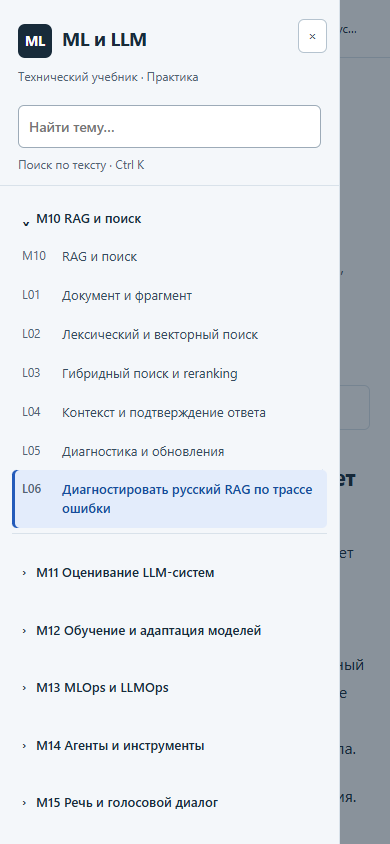 ML ML и LLM ×
Технический учебник · Практика
Найти тему...
Поиск по тексту · Ctrl K
M10 RAG и поиск
M10 RAG и поиск
L01 Документ и фрагмент
L02 Лексический и векторный поиск
L03 Гибридный поиск и reranking
L04 Контекст и подтверждение ответа
L05 Диагностика и обновления
L06 Диагностировать русский RAG по трассе
ошибки
M11 Оценивание LLM-систем
M12 Обучение и адаптация моделей
M13 MLOps и LLMOps
M14 Агенты и инструменты
M15 Речь и голосовой диалог